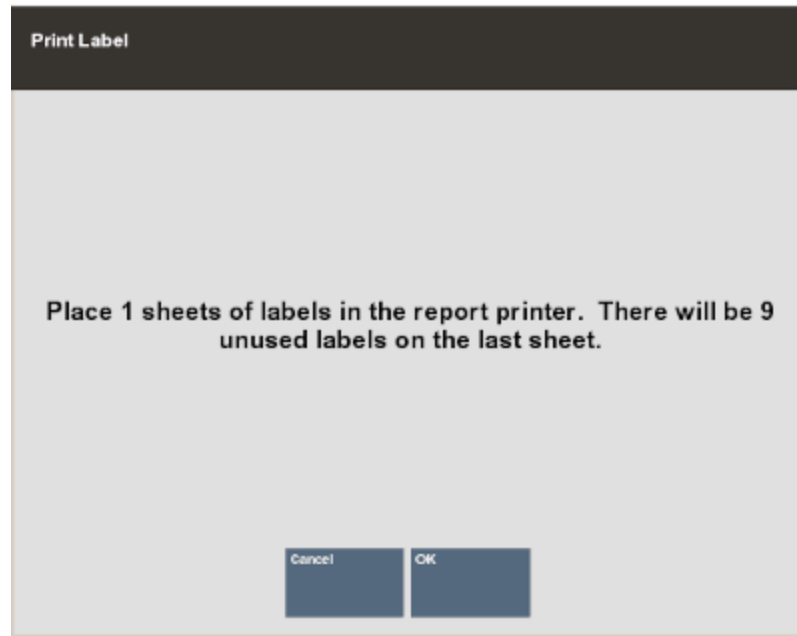 Print Label
Place 1 sheets of labels in the report printer.  There will be 9
unused labels on the last sheet.
Cancel
OK